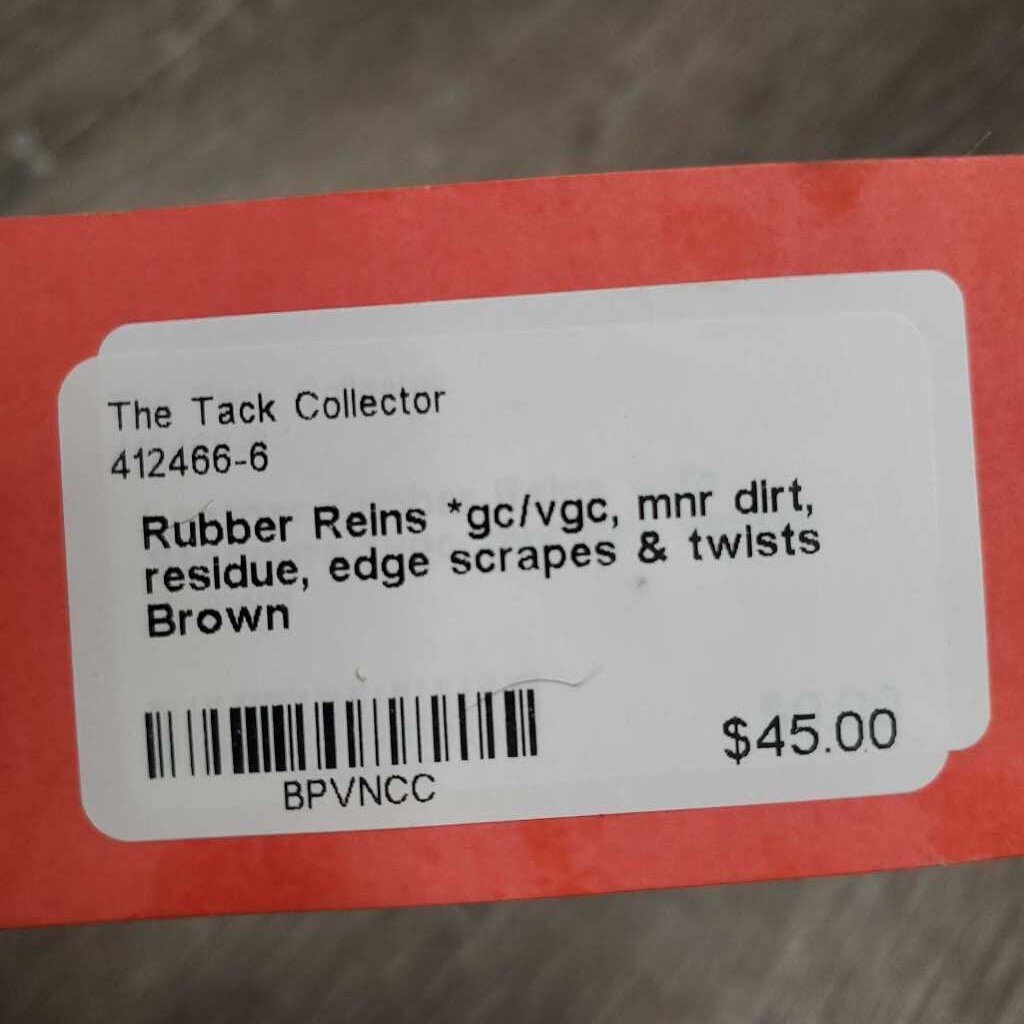 The Tack Collector
412466-6
Rubber Reins *gc/vgc, mnr dirt,
residue, edge scrapes & twists
Brown
BPVNCC
$45.00